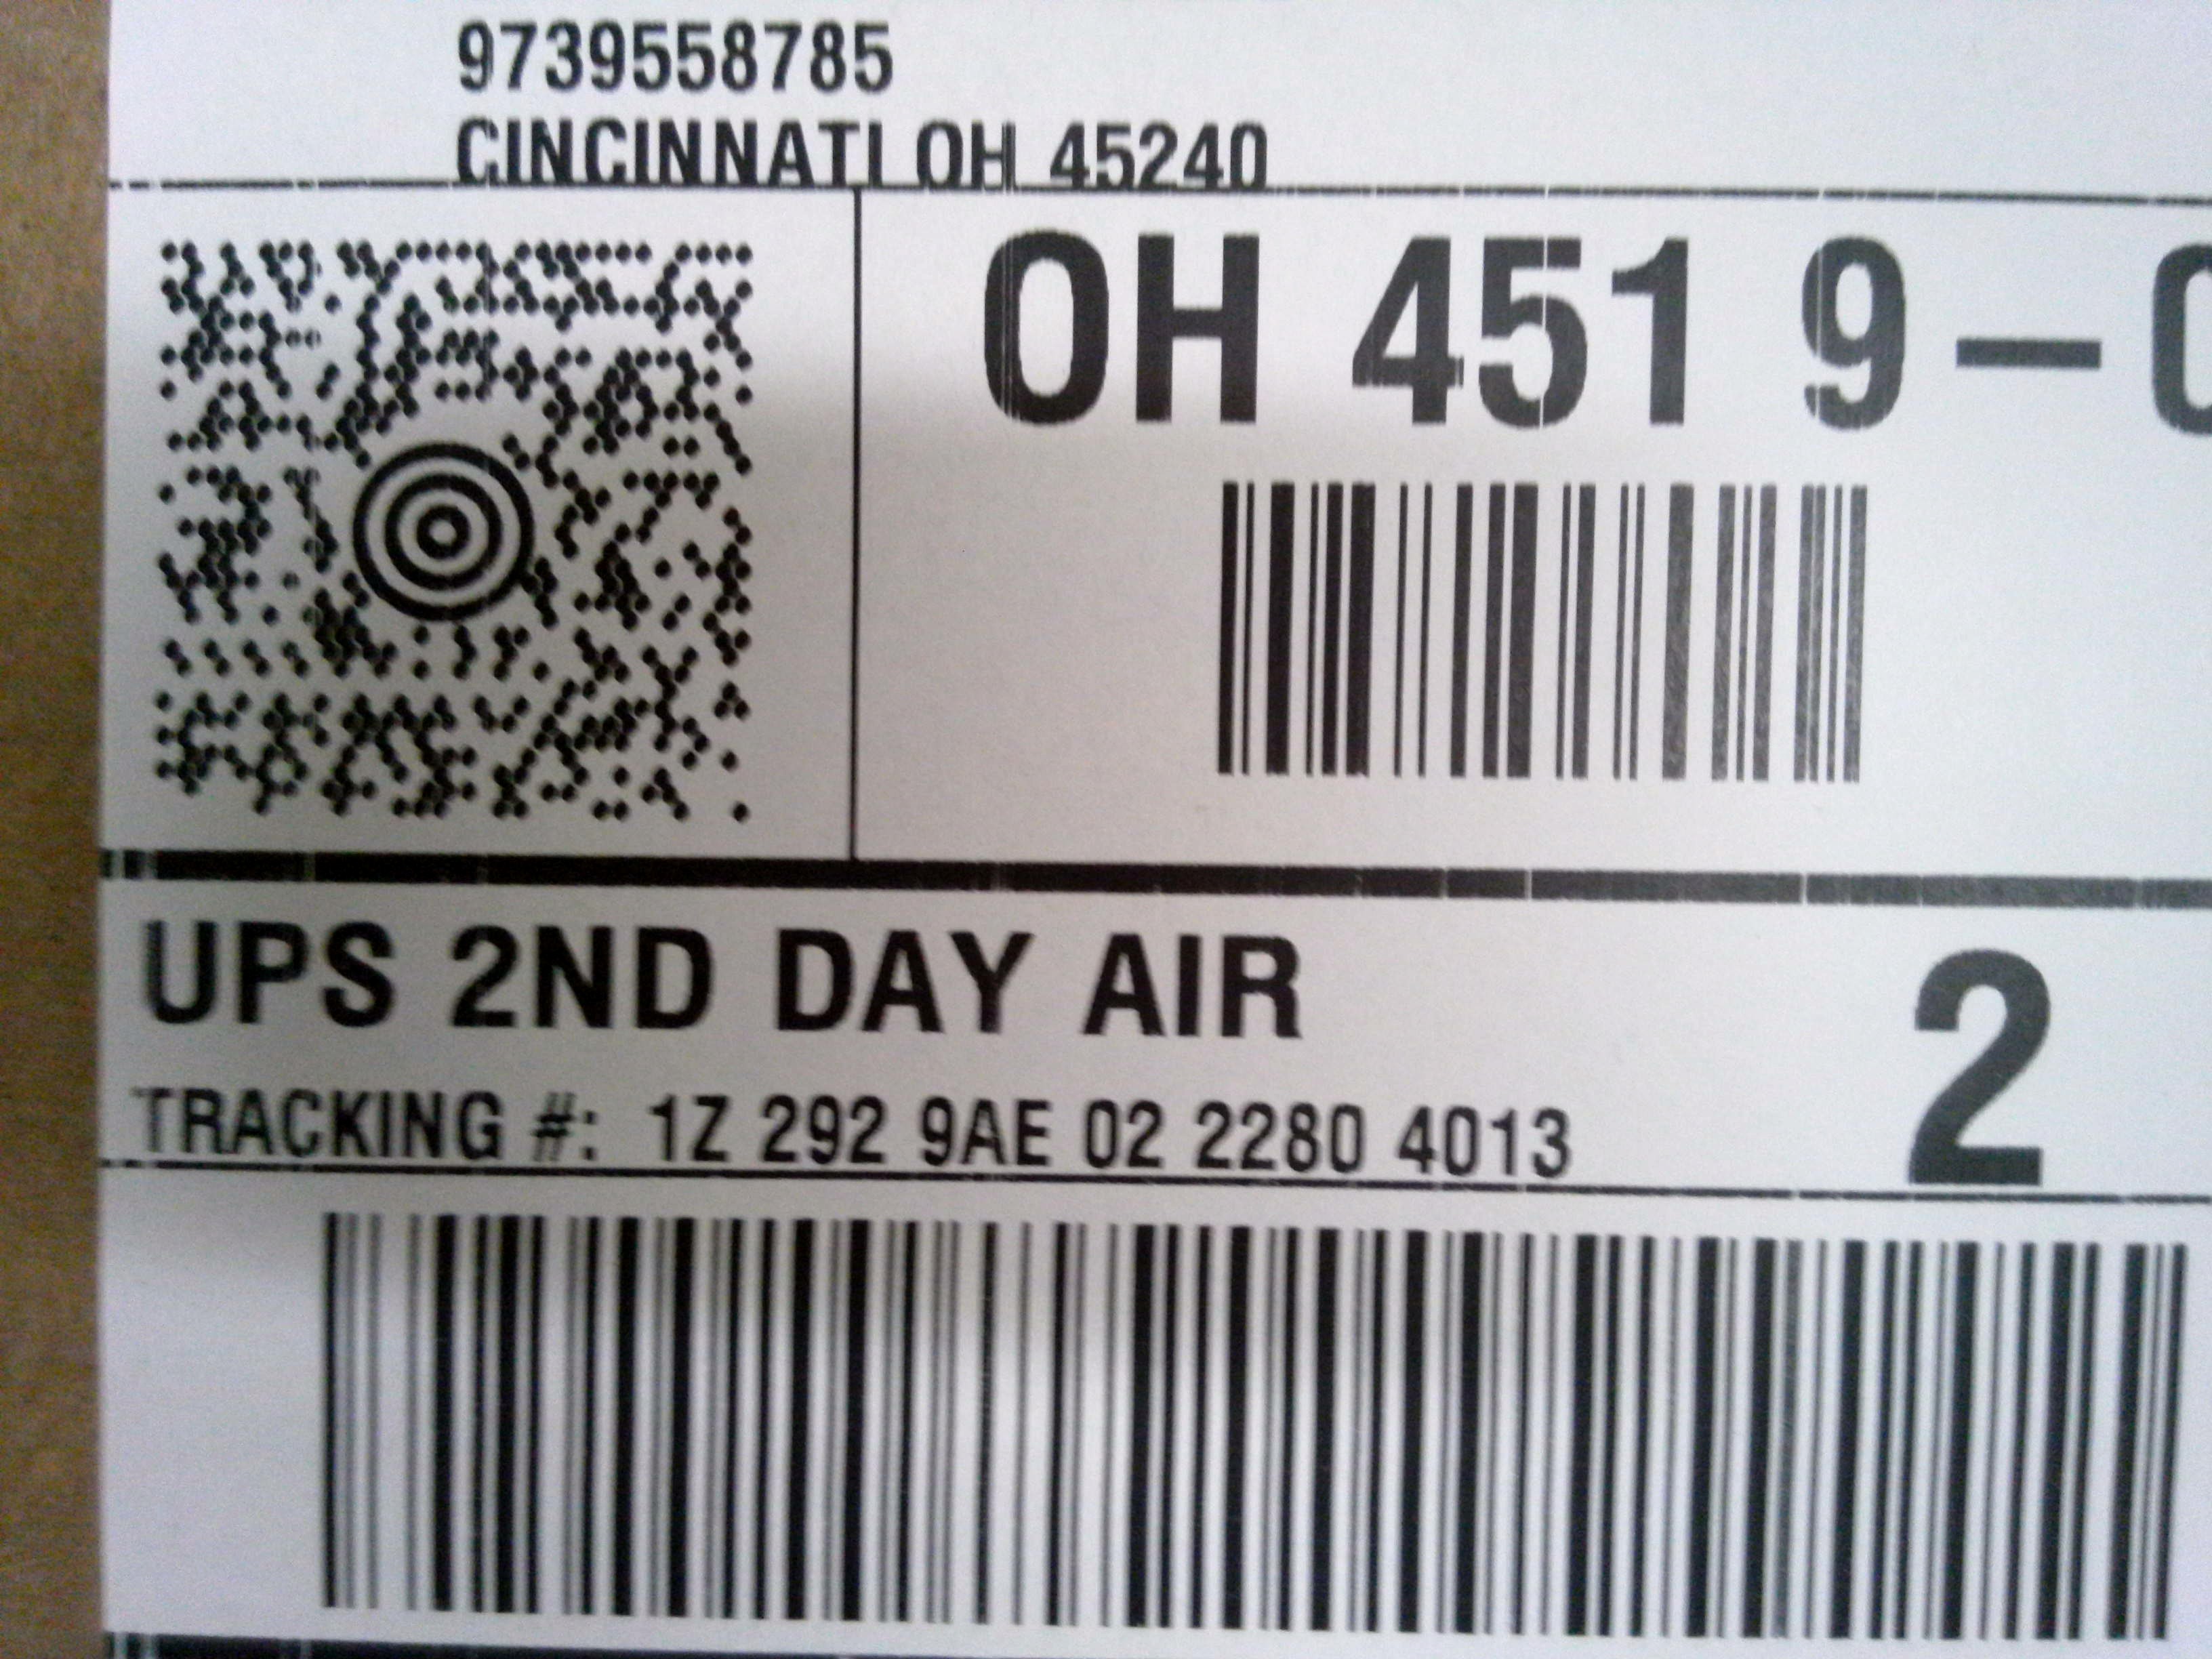 9739558785
CINCINNATI OH 45240
OH 451 9-0
UPS 2ND DAY AIR
2
TRACKING #: 1Z 292 9AE 02 2280 4013